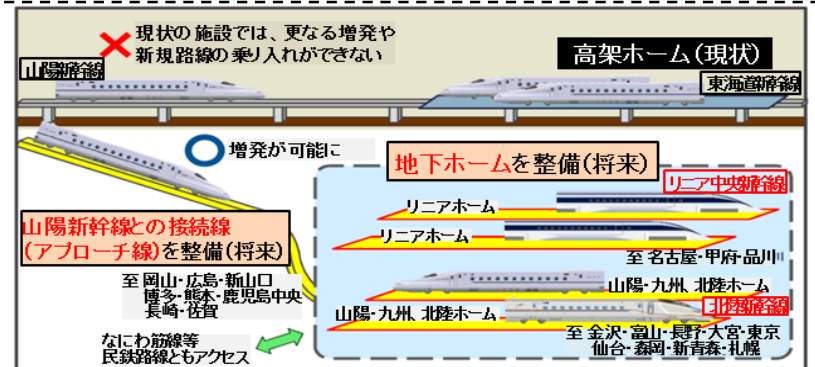 現状の施設では、更なる増発や
新規路線の乗り入れができない
高架ホーム(現状)
山陽新幹線
東海道新幹線
増発が可能に
地下ホームを整備(将来)
リニア中央新幹線
リニアホーム
リニアホーム
至 名古屋・甲府・品川
山陽新幹線との接続線
(アプローチ線)を整備(将来)
至 岡山・広島・新山口
博多・熊本・鹿児島中央
長崎・佐賀
山陽・九州、北陸ホーム
山陽・九州、北陸ホーム
北陸新幹線
至 金沢・富山・長野・大宮・東京
仙台・森岡・新青森・札幌
なにわ筋線等
民鉄路線ともアクセス